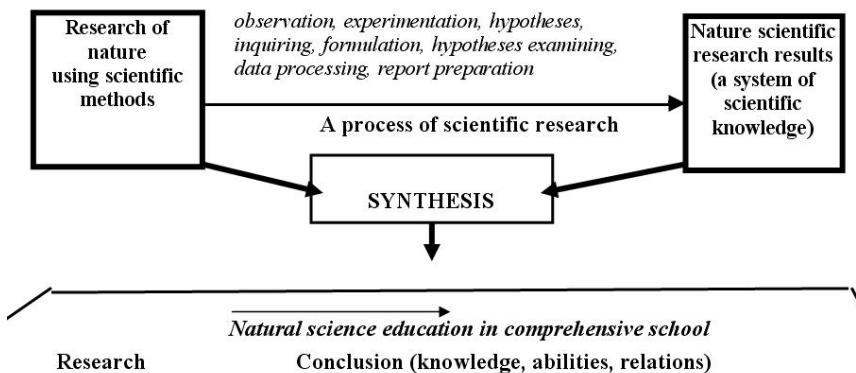 Research of
nature
using scientific
methods
observation, experimentation, hypotheses,
inquiring, formulation, hypotheses examining,
data processing, report preparation
A process of scientific research
Nature scientific
research results
(a system of
scientific
knowledge)
SYNTHESIS
Natural science education in comprehensive school
Research
Conclusion (knowledge, abilities, relations)